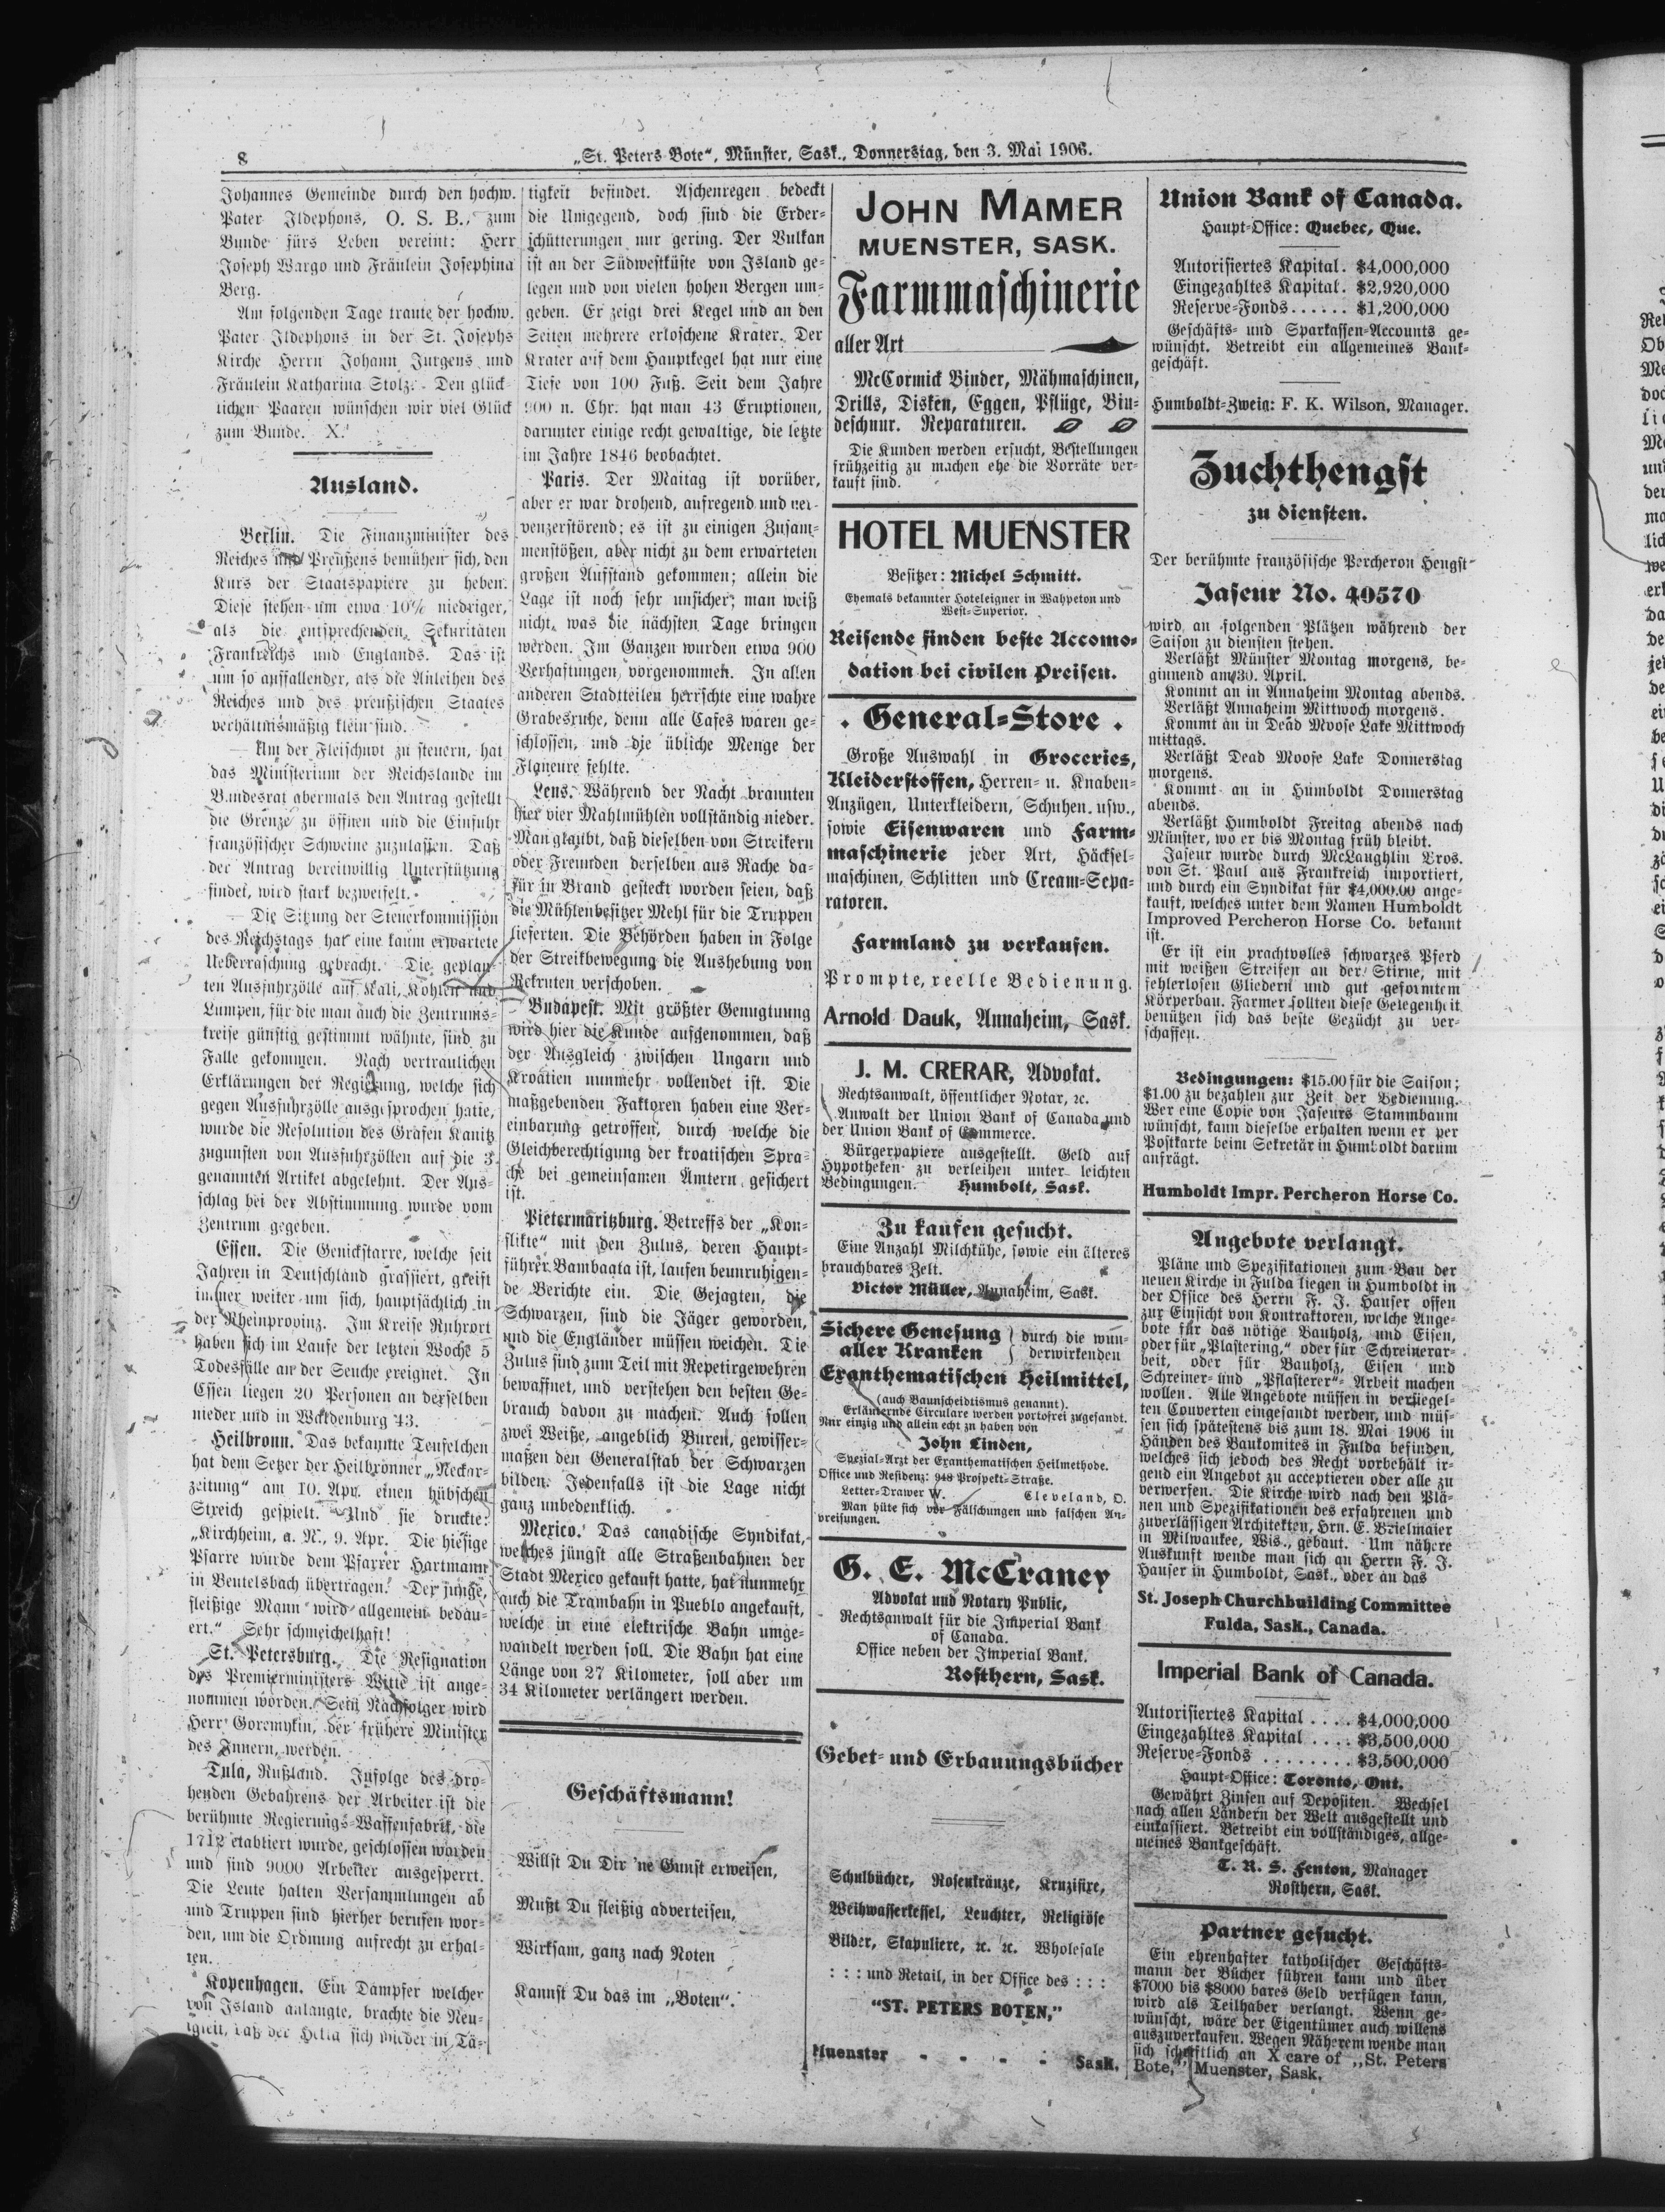 8
„St. Peters Bote“, Münster, Sask., Donnerstag, den 3. Mai 1906.
Johannes Gemeinde durch den hochw.
Pater Ildephons, O. S. B., zum
Bunde fürs Leben vereint: Herr
Joseph Wargo und Fräulein Josephina
Berg.
Am folgenden Tage traute der hochw.
Pater Ildephons in der St. Josephs
Kirche Herrn Johann Jurgens und
Fräulein Katharina Stolz. Den glück-
lichen Paaren wünschen wir viel Glück
zum Bunde. X.
Ausland.
Berlin. Die Finanzminister des
Reiches und Preußens bemühen sich, den
Kurs der Staatspapiere zu heben.
Diese stehen um etwa 10% niedriger,
als die entsprechenden Sekuritäten
Frankreichs und Englands. Das ist
um so auffallender, als die Anleihen des
Reiches und des preußischen Staates
verhältnismäßig klein sind.
— Um der Fleischnot zu steuern, hat
das Ministerium der Reichslande im
Bundesrat abermals den Antrag gestellt
die Grenze zu öffnen und die Einfuhr
französischer Schweine zuzulassen. Daß
der Antrag bereitwillig Unterstützung
findet, wird stark bezweifelt.
— Die Sitzung der Steuerkommission
des Reichstags hat eine kaum erwartete
Ueberraschung gebracht. Die geplan-
ten Ausfuhrzölle auf Kali, Kohlen und
Lumpen, für die man auch die Zentrums-
kreise günstig gestimmt wähnte, sind zu
Falle gekommen. Nach vertraulichen
Erklärungen der Regierung, welche sich
gegen Ausfuhrzölle ausgesprochen hatte,
wurde die Resolution des Grafen Kanitz
zugunsten von Ausfuhrzöllen auf die 3
genannten Artikel abgelehnt. Der Aus-
schlag bei der Abstimmung wurde vom
Zentrum gegeben.
Essen. Die Genickstarre, welche seit
Jahren in Deutschland grassiert, greift
immer weiter um sich, hauptsächlich in
der Rheinprovinz. Im Kreise Ruhrort
haben sich im Laufe der letzten Woche 5
Todesfälle an der Seuche ereignet. In
Essen liegen 20 Personen an derselben
nieder und in Waldenburg 43.
Heilbronn. Das bekannte Teufelchen
hat dem Setzer der Heilbronner „Neckar-
zeitung“ am 10. Apr. einen hübschen
Streich gespielt. Und sie druckte:
„Kirchheim, a. N., 9. Apr. Die hiesige
Pfarre wurde dem Pfarrer Hartmann
in Beutelsbach übertragen. Der junge,
fleißige Mann wird allgemein bedau-
ert.“ Sehr schmeichelhaft!
St. Petersburg. Die Resignation
des Premierministers Witte ist ange-
nommen worden. Sein Nachfolger wird
Herr Goremykin, der frühere Minister
des Innern, werden.
Tula, Rußland. Infolge des dro-
henden Gebahrens der Arbeiter ist die
berühmte Regierungs-Waffenfabrik, die
1712 etabliert wurde, geschlossen worden
und sind 9000 Arbeiter ausgesperrt.
Die Leute halten Versammlungen ab
und Truppen sind hierher berufen wor-
den, um die Ordnung aufrecht zu erhal-
ten.
Kopenhagen. Ein Dampfer welcher
von Island anlangte, brachte die Neu-
igkeit, daß der Hekla sich wieder in Tä-
tigkeit befindet. Aschenregen bedeckt
die Umgegend, doch sind die Erder-
schütterungen nur gering. Der Vulkan
ist an der Südwestküste von Island ge-
legen und von vielen hohen Bergen um-
geben. Er zeigt drei Kegel und an den
Seiten mehrere erloschene Krater. Der
Krater auf dem Hauptkegel hat nur eine
Tiefe von 100 Fuß. Seit dem Jahre
900 n. Chr. hat man 43 Eruptionen,
darunter einige recht gewaltige, die letzte
im Jahre 1846 beobachtet.
Paris. Der Maitag ist vorüber,
aber er war drohend, aufregend und ner-
venzerstörend; es ist zu einigen Zusam-
menstößen, aber nicht zu dem erwarteten
großen Aufstand gekommen; allein die
Lage ist noch sehr unsicher; man weiß
nicht, was die nächsten Tage bringen
werden. Im Ganzen wurden etwa 900
Verhaftungen vorgenommen. In allen
anderen Stadtteilen herrschte eine wahre
Grabesruhe, denn alle Cafes waren ge-
schlossen, und die übliche Menge der
Flaneure fehlte.
Lens. Während der Nacht brannten
hier vier Mahlmühlen vollständig nieder.
Man glaubt, daß dieselben von Streikern
oder Freunden derselben aus Rache da-
für in Brand gesteckt worden seien, daß
die Mühlenbesitzer Mehl für die Truppen
lieferten. Die Behörden haben in Folge
der Streikbewegung die Aushebung von
Rekruten verschoben.
Budapest. Mit größter Genugtuung
wird hier die Kunde aufgenommen, daß
der Ausgleich zwischen Ungarn und
Kroatien nunmehr vollendet ist. Die
maßgebenden Faktoren haben eine Ver-
einbarung getroffen, durch welche die
Gleichberechtigung der kroatischen Spra-
che bei gemeinsamen Ämtern gesichert
ist.
Pietermaritzburg. Betreffs der „Kon-
flikte“ mit den Zulus, deren Haupt-
führer Bambaata ist, laufen beunruhigen-
de Berichte ein. Die Gejagten, die
Schwarzen, sind die Jäger geworden,
und die Engländer müssen weichen. Die
Zulus sind zum Teil mit Repetirgewehren
bewaffnet, und verstehen den besten Ge-
brauch davon zu machen. Auch sollen
zwei Weiße, angeblich Buren, gewisser-
maßen den Generalstab der Schwarzen
bilden. Jedenfalls ist die Lage nicht
ganz unbedenklich.
Mexico. Das canadische Syndikat,
welches jüngst alle Straßenbahnen der
Stadt Mexico gekauft hatte, hat nunmehr
auch die Trambahn in Pueblo angekauft,
welche in eine elektrische Bahn umge-
wandelt werden soll. Die Bahn hat eine
Länge von 27 Kilometer, soll aber um
34 Kilometer verlängert werden.
Geschäftsmann!
Willst Du Dir 'ne Gunst erweisen,
Mußt Du fleißig adverteisen,
Wirksam, ganz nach Noten
Kannst Du das im „Boten“.
JOHN MAMER
MUENSTER, SASK.
Farmmaschinerie
aller Art
McCormick Binder, Mähmaschinen,
Drills, Disken, Eggen, Pflüge, Bin-
deschnur. Reparaturen.
Die Kunden werden ersucht, Bestellungen
frühzeitig zu machen ehe die Vorräte ver-
kauft sind.
HOTEL MUENSTER
Besitzer: Michel Schmitt.
Ehemals bekannter Hoteleigner in Wahpeton und
West-Superior.
Reisende finden beste Accomo-
dation bei civilen Preisen.
. General-Store .
Große Auswahl in Groceries,
Kleiderstoffen, Herren- u. Knaben-
Anzügen, Unterkleidern, Schuhen. usw.,
sowie Eisenwaren und Farm-
maschinerie jeder Art, Häcksel-
maschinen, Schlitten und Cream-Sepa-
ratoren.
Farmland zu verkaufen.
Prompte, reelle Bedienung.
Arnold Dauk, Annaheim, Sask.
J. M. CRERAR, Advokat.
Rechtsanwalt, öffentlicher Notar, ꝛc.
Anwalt der Union Bank of Canada und
der Union Bank of Commerce.
Bürgerpapiere ausgestellt. Geld auf
Hypotheken zu verleihen unter leichten
Bedingungen. Humbolt, Sask.
Zu kaufen gesucht.
Eine Anzahl Milchkühe, sowie ein älteres
brauchbares Zelt.
Victor Müller, Annaheim, Sask.
Sichere Genesung } durch die wun-
aller Kranken } derwirkenden
Exanthematischen Heilmittel,
(auch Baunscheidtismus genannt).
Erläuternde Circulare werden portofrei zugesandt.
Nur einzig und allein echt zu haben von
John Linden,
Spezial-Arzt der Exanthematischen Heilmethode.
Office und Residenz: 948 Prospekt-Straße.
Letter-Drawer W. Cleveland, O.
Man hüte sich vor Fälschungen und falschen An-
preisungen.
G. E. McCraney
Advokat und Notary Public,
Rechtsanwalt für die Imperial Bank
of Canada.
Office neben der Imperial Bank.
Rosthern, Sask.
Gebet- und Erbauungsbücher
Schulbücher, Rosenkränze, Kruzifixe,
Weihwasserkessel, Leuchter, Religiöse
Bilder, Skapuliere, ꝛc. ꝛc. Wholesale
: : : und Retail, in der Office des : : :
“ST. PETERS BOTEN,”
Muenster - - - - Sask.
Union Bank of Canada.
Haupt-Office: Quebec, Que.
Autorisiertes Kapital. $4,000,000
Eingezahltes Kapital. $2,920,000
Reserve-Fonds...... $1,200,000
Geschäfts- und Sparkassen-Accounts ge-
wünscht. Betreibt ein allgemeines Bank-
geschäft.
Humboldt-Zweig: F. K. Wilson, Manager.
Zuchthengst
zu diensten.
Der berühmte französische Percheron Hengst
Jaseur No. 40570
wird an folgenden Plätzen während der
Saison zu diensten stehen.
Verläßt Münster Montag morgens, be-
ginnend am 30. April.
Kommt an in Annaheim Montag abends.
Verläßt Annaheim Mittwoch morgens.
Kommt an in Dead Moose Lake Mittwoch
mittags.
Verläßt Dead Moose Lake Donnerstag
morgens.
Kommt an in Humboldt Donnerstag
abends.
Verläßt Humboldt Freitag abends nach
Münster, wo er bis Montag früh bleibt.
Jaseur wurde durch McLaughlin Bros.
von St. Paul aus Frankreich importiert,
und durch ein Syndikat für $4,000.00 ange-
kauft, welches unter dem Namen Humboldt
Improved Percheron Horse Co. bekannt
ist.
Er ist ein prachtvolles schwarzes Pferd
mit weißen Streifen an der Stirne, mit
fehlerlosen Gliedern und gut geformtem
Körperbau. Farmer sollten diese Gelegenheit
benützen sich das beste Gezücht zu ver-
schaffen.
Bedingungen: $15.00 für die Saison;
$1.00 zu bezahlen zur Zeit der Bedienung.
Wer eine Copie von Jaseurs Stammbaum
wünscht, kann dieselbe erhalten wenn er per
Postkarte beim Sekretär in Humboldt darum
anfrägt.
Humboldt Impr. Percheron Horse Co.
Angebote verlangt.
Pläne und Spezifikationen zum Bau der
neuen Kirche in Fulda liegen in Humboldt in
der Office des Herrn F. J. Hauser offen
zur Einsicht von Kontraktoren, welche Ange-
bote für das nötige Bauholz, und Eisen,
oder für „Plastering,“ oder für Schreinerar-
beit, oder für Bauholz, Eisen und
Schreiner- und „Pflasterer“- Arbeit machen
wollen. Alle Angebote müssen in versiegel-
ten Couverten eingesandt werden, und müs-
sen sich spätestens bis zum 18. Mai 1906 in
Händen des Baukomites in Fulda befinden,
welches sich jedoch des Recht vorbehält ir-
gend ein Angebot zu acceptieren oder alle zu
verwerfen. Die Kirche wird nach den Plä-
nen und Spezifikationen des erfahrenen und
zuverlässigen Architekten, Hrn. E. Brielmaier
in Milwaukee, Wis., gebaut. Um nähere
Auskunft wende man sich an Herrn F. J.
Hauser in Humboldt, Sask., oder an das
St. Joseph Churchbuilding Committee
Fulda, Sask., Canada.
Imperial Bank of Canada.
Autorisiertes Kapital .... $4,000,000
Eingezahltes Kapital .... $3,500,000
Reserve-Fonds ........ $3,500,000
Haupt-Office: Toronto, Ont.
Gewährt Zinsen auf Depositen. Wechsel
nach allen Ländern der Welt ausgestellt und
einkassiert. Betreibt ein vollständiges, allge-
meines Bankgeschäft.
T. R. S. Fenton, Manager
Rosthern, Sask.
Partner gesucht.
Ein ehrenhafter katholischer Geschäfts-
mann der Bücher führen kann und über
$7000 bis $8000 bares Geld verfügen kann,
wird als Teilhaber verlangt. Wenn ge-
wünscht, wäre der Eigentümer auch willens
auszuverkaufen. Wegen Näherem wende man
sich schriftlich an X care of „St. Peters
Bote,“ Muenster, Sask.